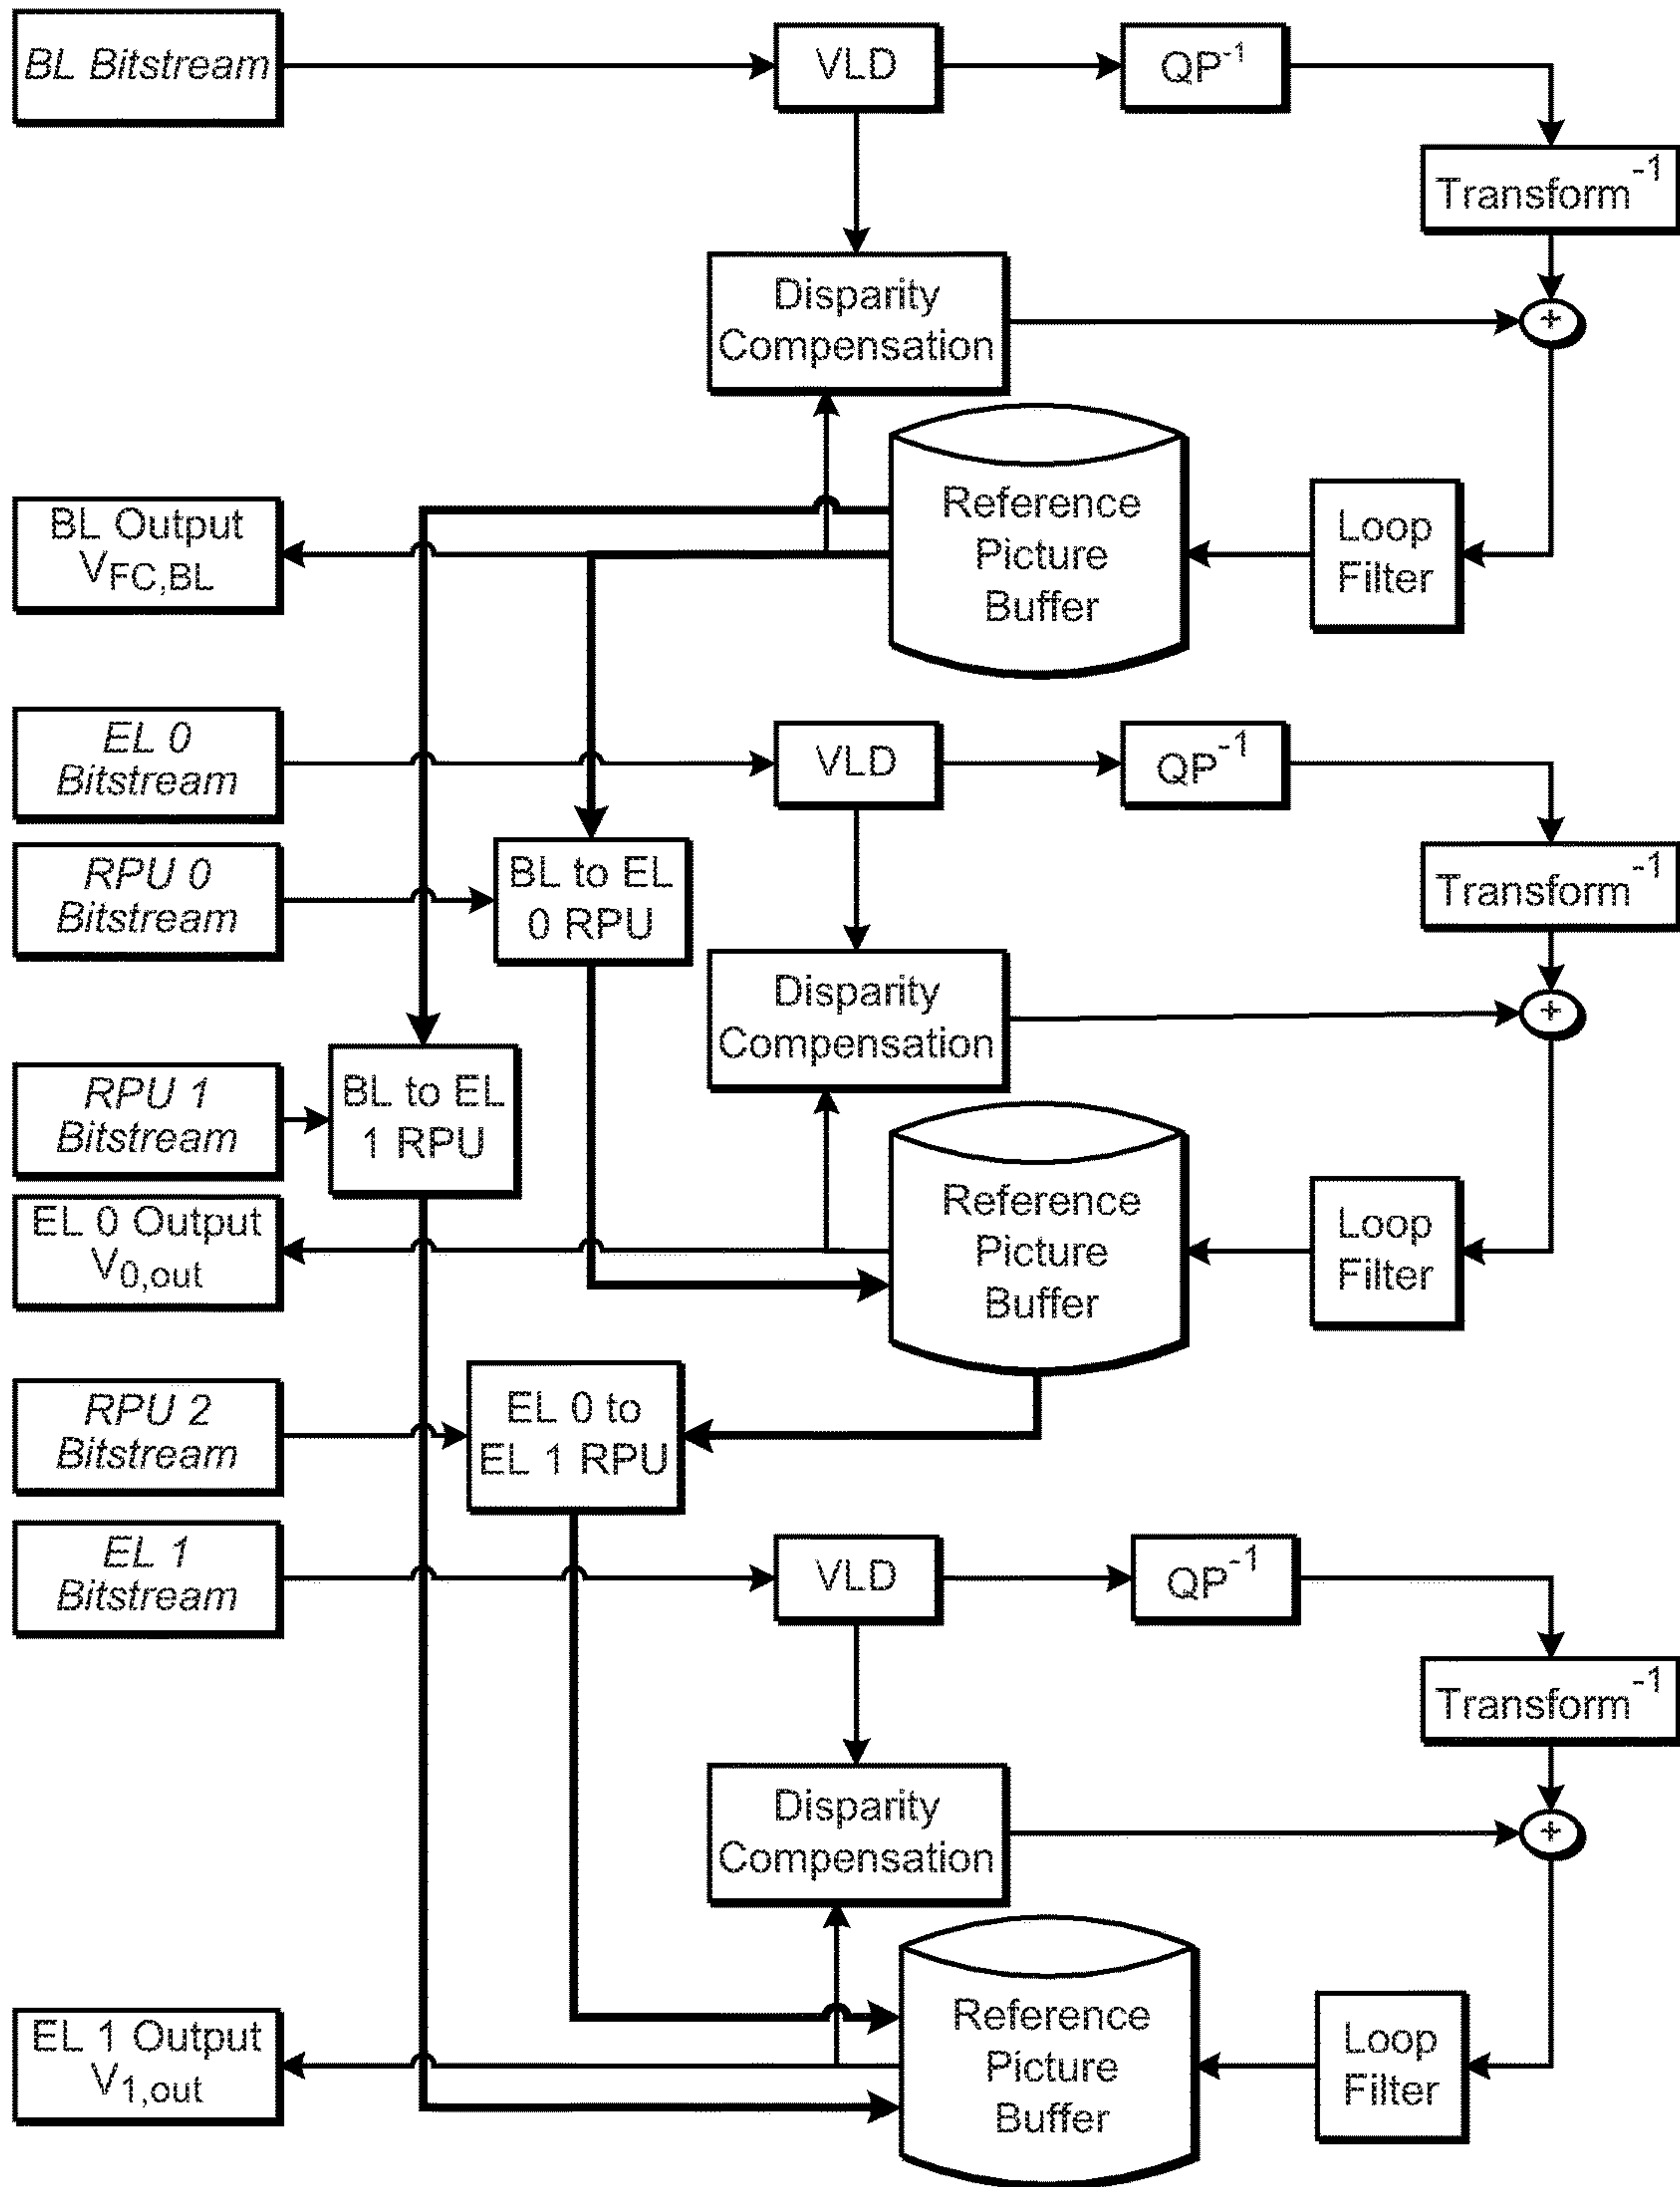 BL Bitstream
VLD
QP-1
Transform-1
Disparity
Compensation
+
BL Output
VFC,BL
Reference
Picture
Buffer
Loop
Filter
EL 0
Bitstream
VLD
QP-1
RPU 0
Bitstream
BL to EL
0 RPU
Transform-1
Disparity
Compensation
+
RPU 1
Bitstream
BL to EL
1 RPU
EL 0 Output
V0,out
Reference
Picture
Buffer
Loop
Filter
RPU 2
Bitstream
EL 0 to
EL 1 RPU
EL 1
Bitstream
VLD
QP-1
Transform-1
Disparity
Compensation
+
EL 1 Output
V1,out
Reference
Picture
Buffer
Loop
Filter